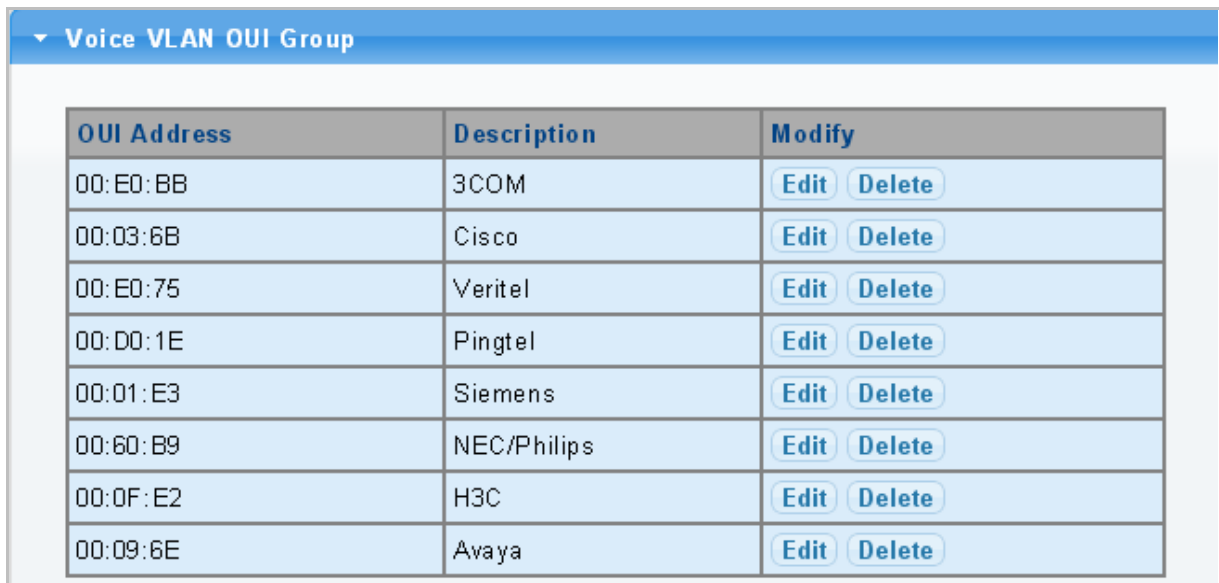 Voice VLAN OUI Group
OUI Address Description Modify
00:E0:BB 3COM Edit Delete
00:03:6B Cisco Edit Delete
00:E0:75 Veritel Edit Delete
00:D0:1E Pingtel Edit Delete
00:01:E3 Siemens Edit Delete
00:60:B9 NEC/Philips Edit Delete
00:0F:E2 H3C Edit Delete
00:09:6E Avaya Edit Delete